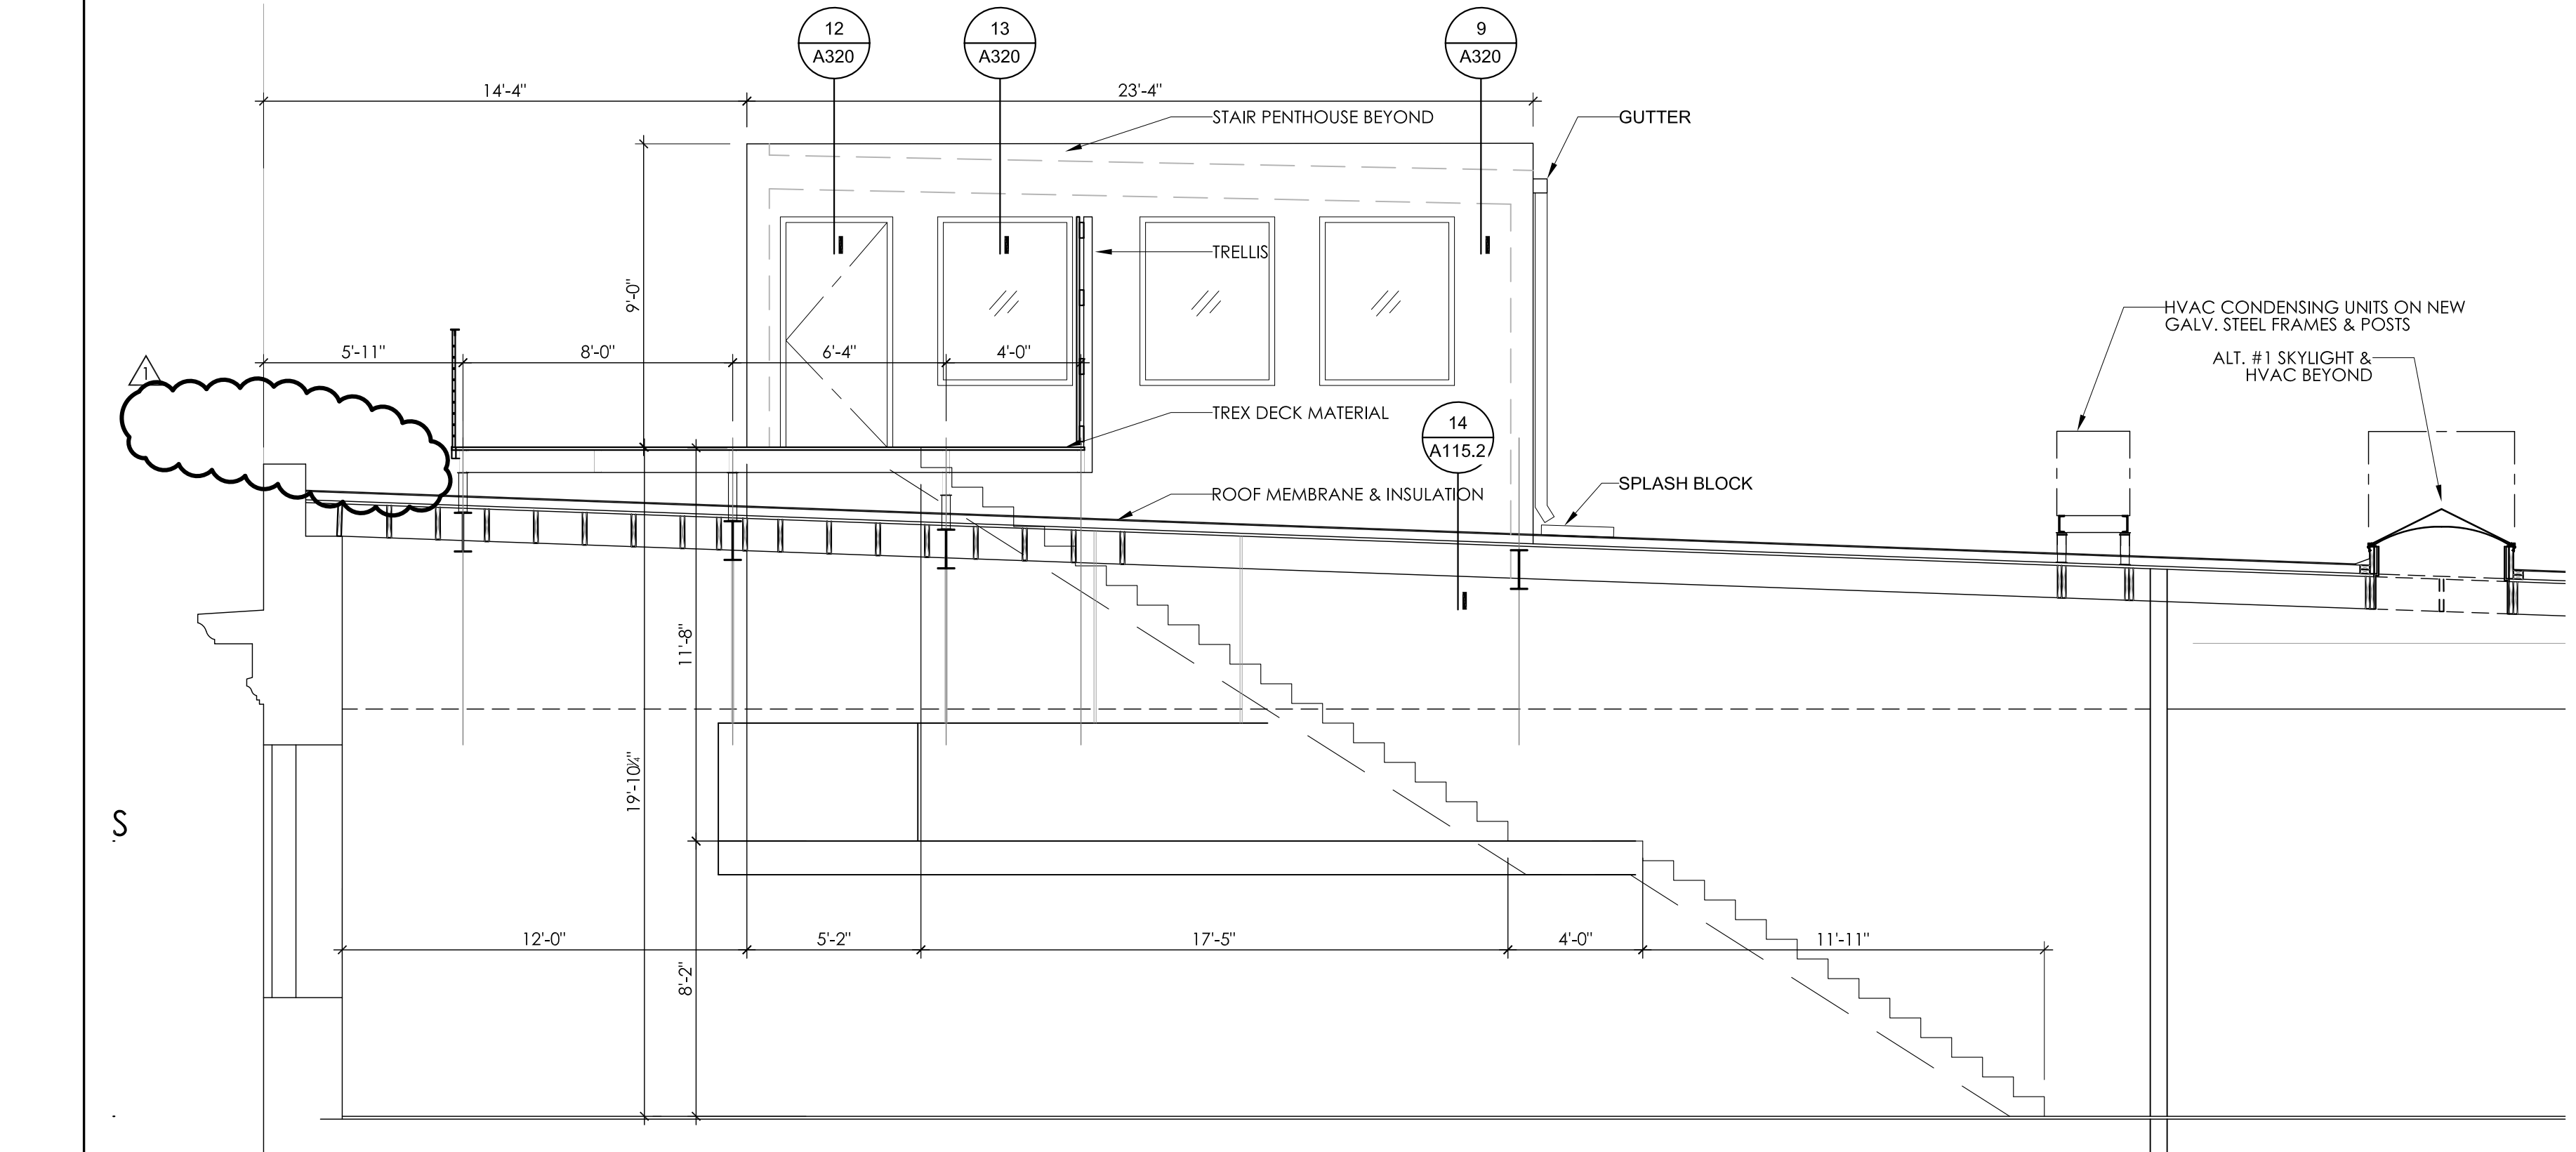 12
A320
13
A320
9
A320
14'-4"
23'-4"
STAIR PENTHOUSE BEYOND
GUTTER
TRELLIS
9'-0"
HVAC CONDENSING UNITS ON NEW
GALV. STEEL FRAMES & POSTS
ALT. #1 SKYLIGHT &
HVAC BEYOND
5'-11"
8'-0"
6'-4"
4'-0"
1
TREX DECK MATERIAL
14
A115.2
ROOF MEMBRANE & INSULATION
SPLASH BLOCK
11'-8"
19'-10¼"
S
12'-0"
5'-2"
17'-5"
4'-0"
11'-11"
8'-2"